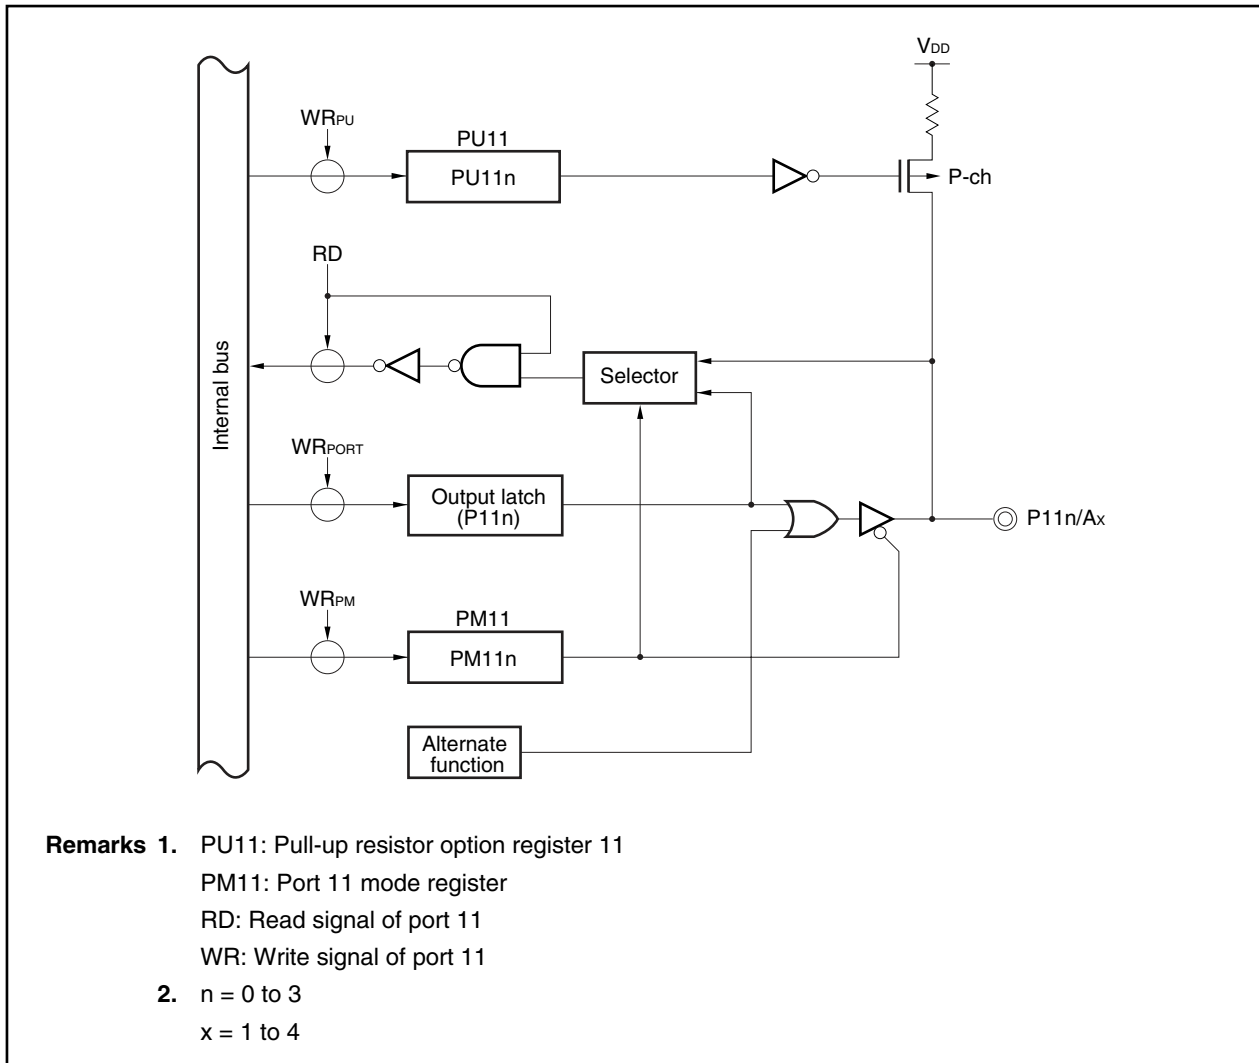 VDD
WRPU
PU11
PU11n
P-ch
RD
Internal bus
Selector
WRPORT
Output latch
(P11n)
P11n/Ax
WRPM
PM11
PM11n
Alternate
function
Remarks 1. PU11: Pull-up resistor option register 11
PM11: Port 11 mode register
RD: Read signal of port 11
WR: Write signal of port 11
2. n = 0 to 3
x = 1 to 4